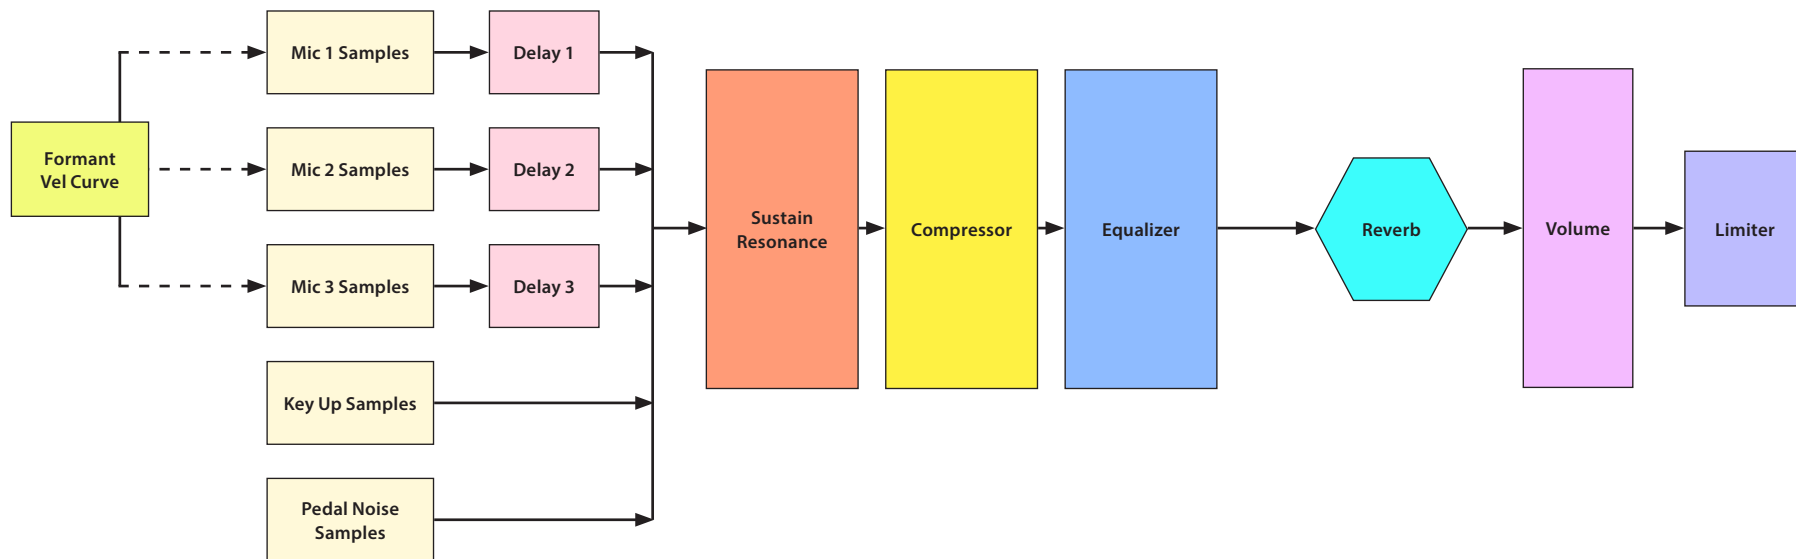 Formant
Vel Curve
Mic 1 Samples
Delay 1
Mic 2 Samples
Delay 2
Mic 3 Samples
Delay 3
Key Up Samples
Pedal Noise
Samples
Sustain
Resonance
Compressor
Equalizer
Reverb
Volume
Limiter